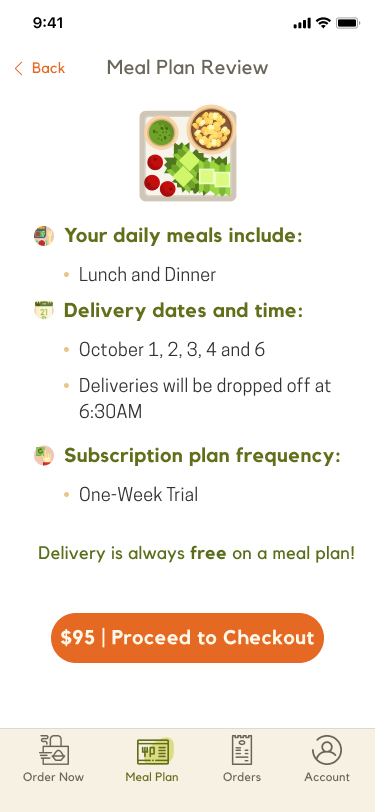 9:41
Back
Meal Plan Review
Your daily meals include:
Lunch and Dinner
21
Delivery dates and time:
October 1, 2, 3, 4 and 6
Deliveries will be dropped off at
6:30AM
Subscription plan frequency:
One-Week Trial
Delivery is always free on a meal plan!
$95 | Proceed to Checkout
Order Now
Meal Plan
Orders
Account